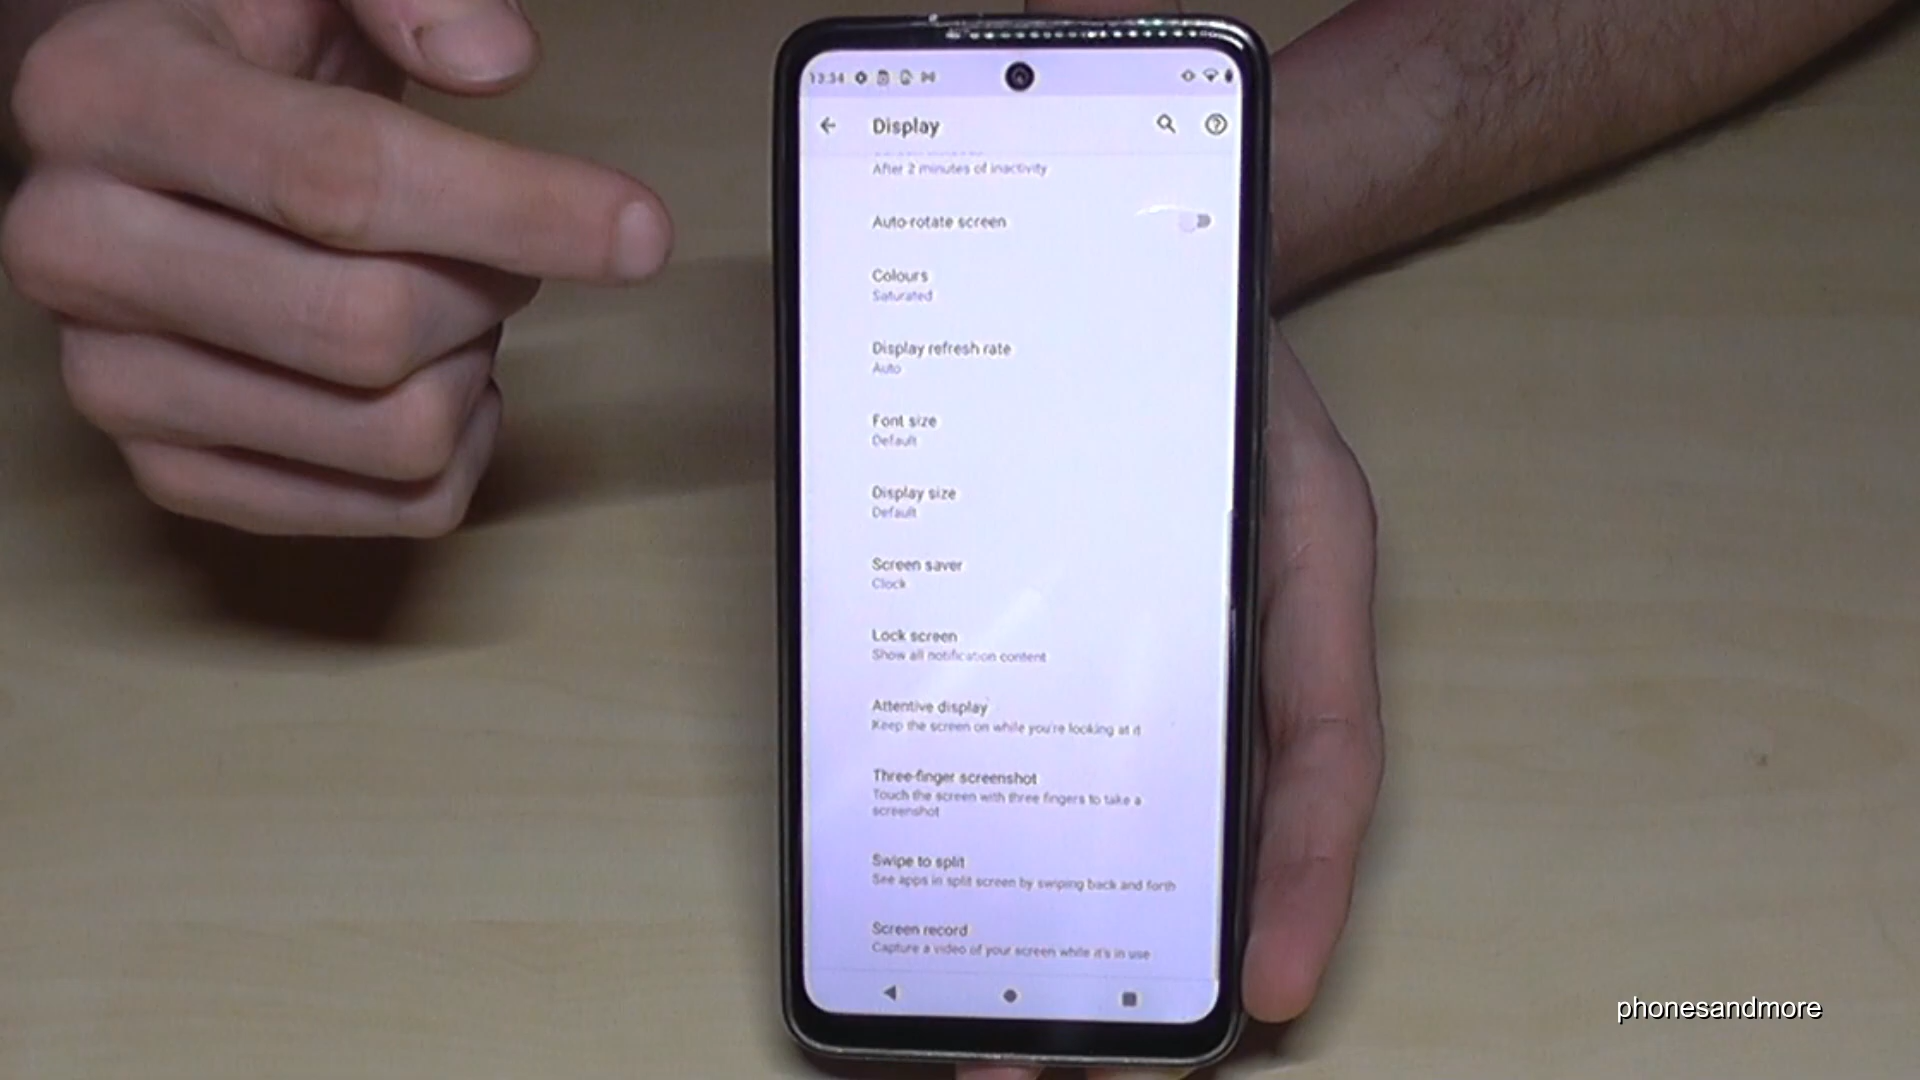 13:34
Display
After 2 minutes of inactivity
Auto-rotate screen
Colours
Saturated
Display refresh rate
Auto
Font size
Default
Display size
Default
Screen saver
Clock
Lock screen
Show all notification content
Attentive display
Keep the screen on while you're looking at it
Three-finger screenshot
Touch the screen with three fingers to take a
screenshot
Swipe to split
See apps in split screen by swiping back and forth
Screen record
Capture a video of your screen while it's in use
phonesandmore